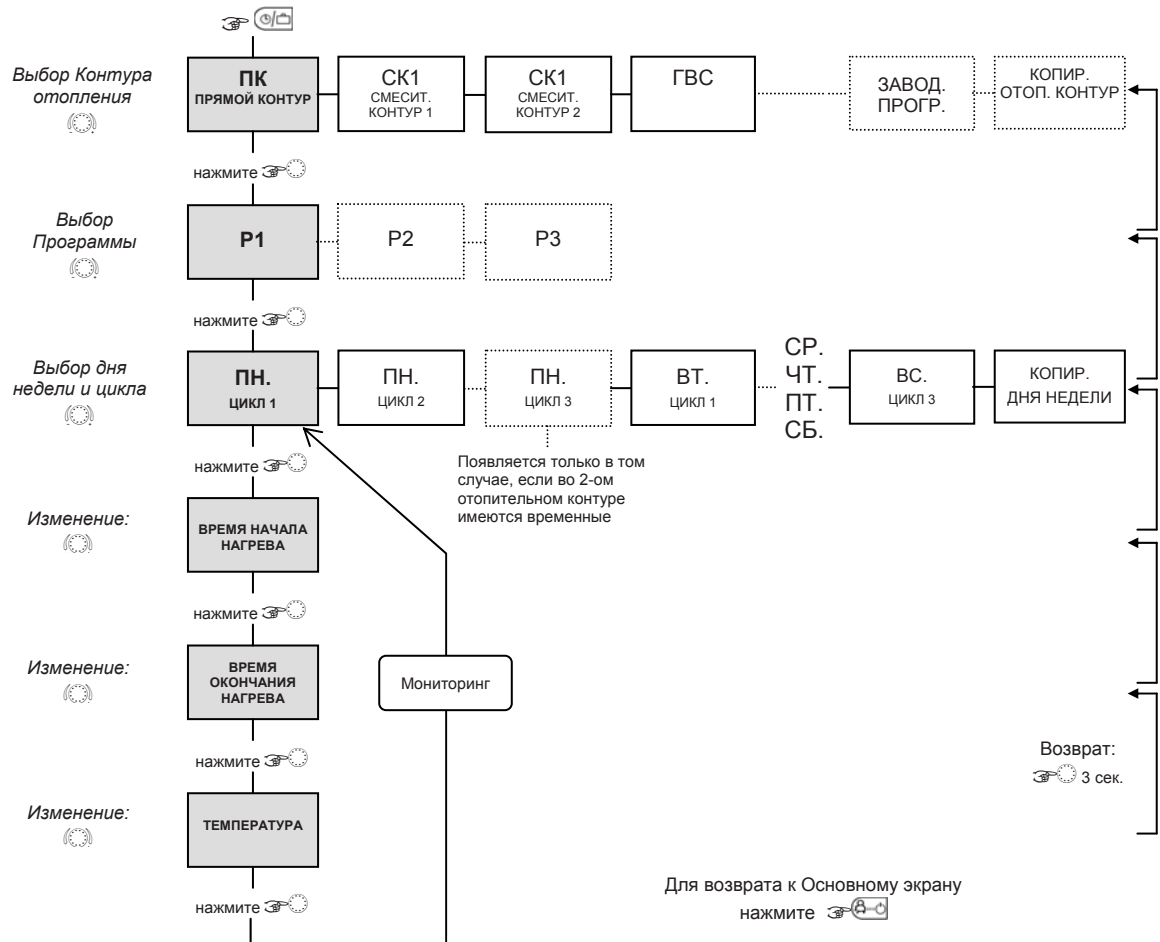 Выбор Контура
отопления
ПК
ПРЯМОЙ КОНТУР
СК1
СМЕСИТ.
КОНТУР 1
СК1
СМЕСИТ.
КОНТУР 2
ГВС
ЗАВОД.
ПРОГР.
КОПИР.
ОТОП. КОНТУР
нажмите
Выбор
Программы
P1
P2
P3
нажмите
Выбор дня
недели и цикла
ПН.
ЦИКЛ 1
ПН.
ЦИКЛ 2
ПН.
ЦИКЛ 3
ВТ.
ЦИКЛ 1
СР.
ЧТ.
ПТ.
СБ.
ВС.
ЦИКЛ 3
КОПИР.
ДНЯ НЕДЕЛИ
нажмите
Появляется только в том
случае, если во 2-ом
отопительном контуре
имеются временные
Изменение:
ВРЕМЯ НАЧАЛА
НАГРЕВА
нажмите
Изменение:
ВРЕМЯ
ОКОНЧАНИЯ
НАГРЕВА
Мониторинг
нажмите
Возврат:
3 сек.
Изменение:
ТЕМПЕРАТУРА
нажмите
Для возврата к Основному экрану
нажмите